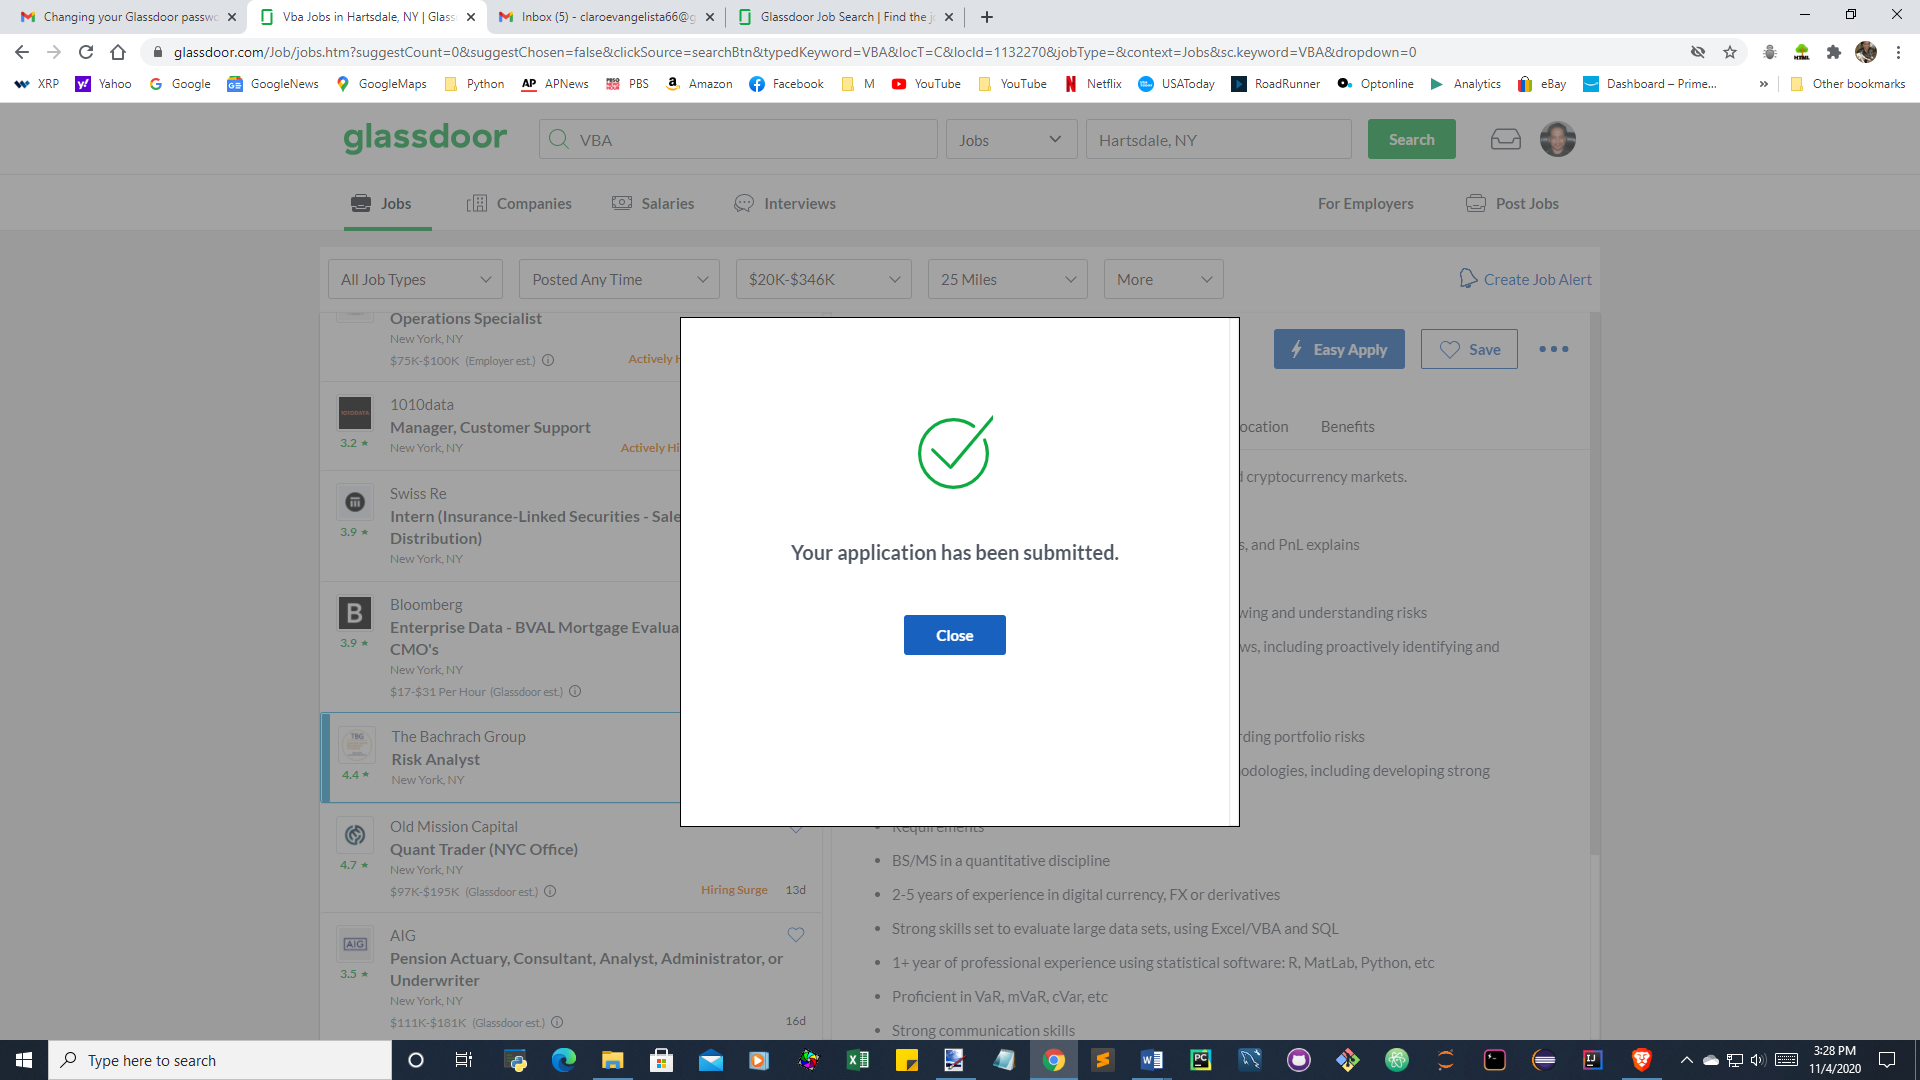 Changing your Glassdoor passwo
Vba Jobs in Hartsdale, NY | Glass
Inbox (5) - claroevangelista66@g
Glassdoor Job Search | Find the j
glassdoor.com/Job/jobs.htm?suggestCount=0&suggestChosen=false&clickSource=searchBtn&typedKeyword=VBA&locT=C&locId=1132270&jobType=&context=Jobs&sc.keyword=VBA&dropdown=0
XRP Yahoo Google GoogleNews GoogleMaps Python APNews PBS Amazon Facebook M YouTube YouTube Netflix USAToday RoadRunner Optonline Analytics eBay Dashboard – Prime... » Other bookmarks
glassdoor VBA Jobs Hartsdale, NY Search
Jobs Companies Salaries Interviews For Employers Post Jobs
All Job Types Posted Any Time $20K-$346K 25 Miles More Create Job Alert
Operations Specialist
New York, NY
$75K-$100K (Employer est.) Actively H
1010data
Manager, Customer Support
3.2 ★ New York, NY Actively Hi
Swiss Re
Intern (Insurance-Linked Securities - Sale
3.9 ★ Distribution)
New York, NY
Bloomberg
Enterprise Data - BVAL Mortgage Evalua
3.9 ★ CMO's
New York, NY
$17-$31 Per Hour (Glassdoor est.)
TBG
The Bachrach Group
Risk Analyst
4.4 ★ New York, NY
Old Mission Capital
Quant Trader (NYC Office)
4.7 ★ New York, NY
$97K-$195K (Glassdoor est.) Hiring Surge 13d
AIG
AIG
Pension Actuary, Consultant, Analyst, Administrator, or
3.5 ★ Underwriter
New York, NY
$111K-$181K (Glassdoor est.) 16d
Your application has been submitted.
Close
Easy Apply Save
ocation Benefits
d cryptocurrency markets.
s, and PnL explains
wing and understanding risks
ws, including proactively identifying and
rding portfolio risks
odologies, including developing strong
• Requirements
• BS/MS in a quantitative discipline
• 2-5 years of experience in digital currency, FX or derivatives
• Strong skills set to evaluate large data sets, using Excel/VBA and SQL
• 1+ year of professional experience using statistical software: R, MatLab, Python, etc
• Proficient in VaR, mVaR, cVar, etc
• Strong communication skills
Type here to search
3:28 PM
11/4/2020